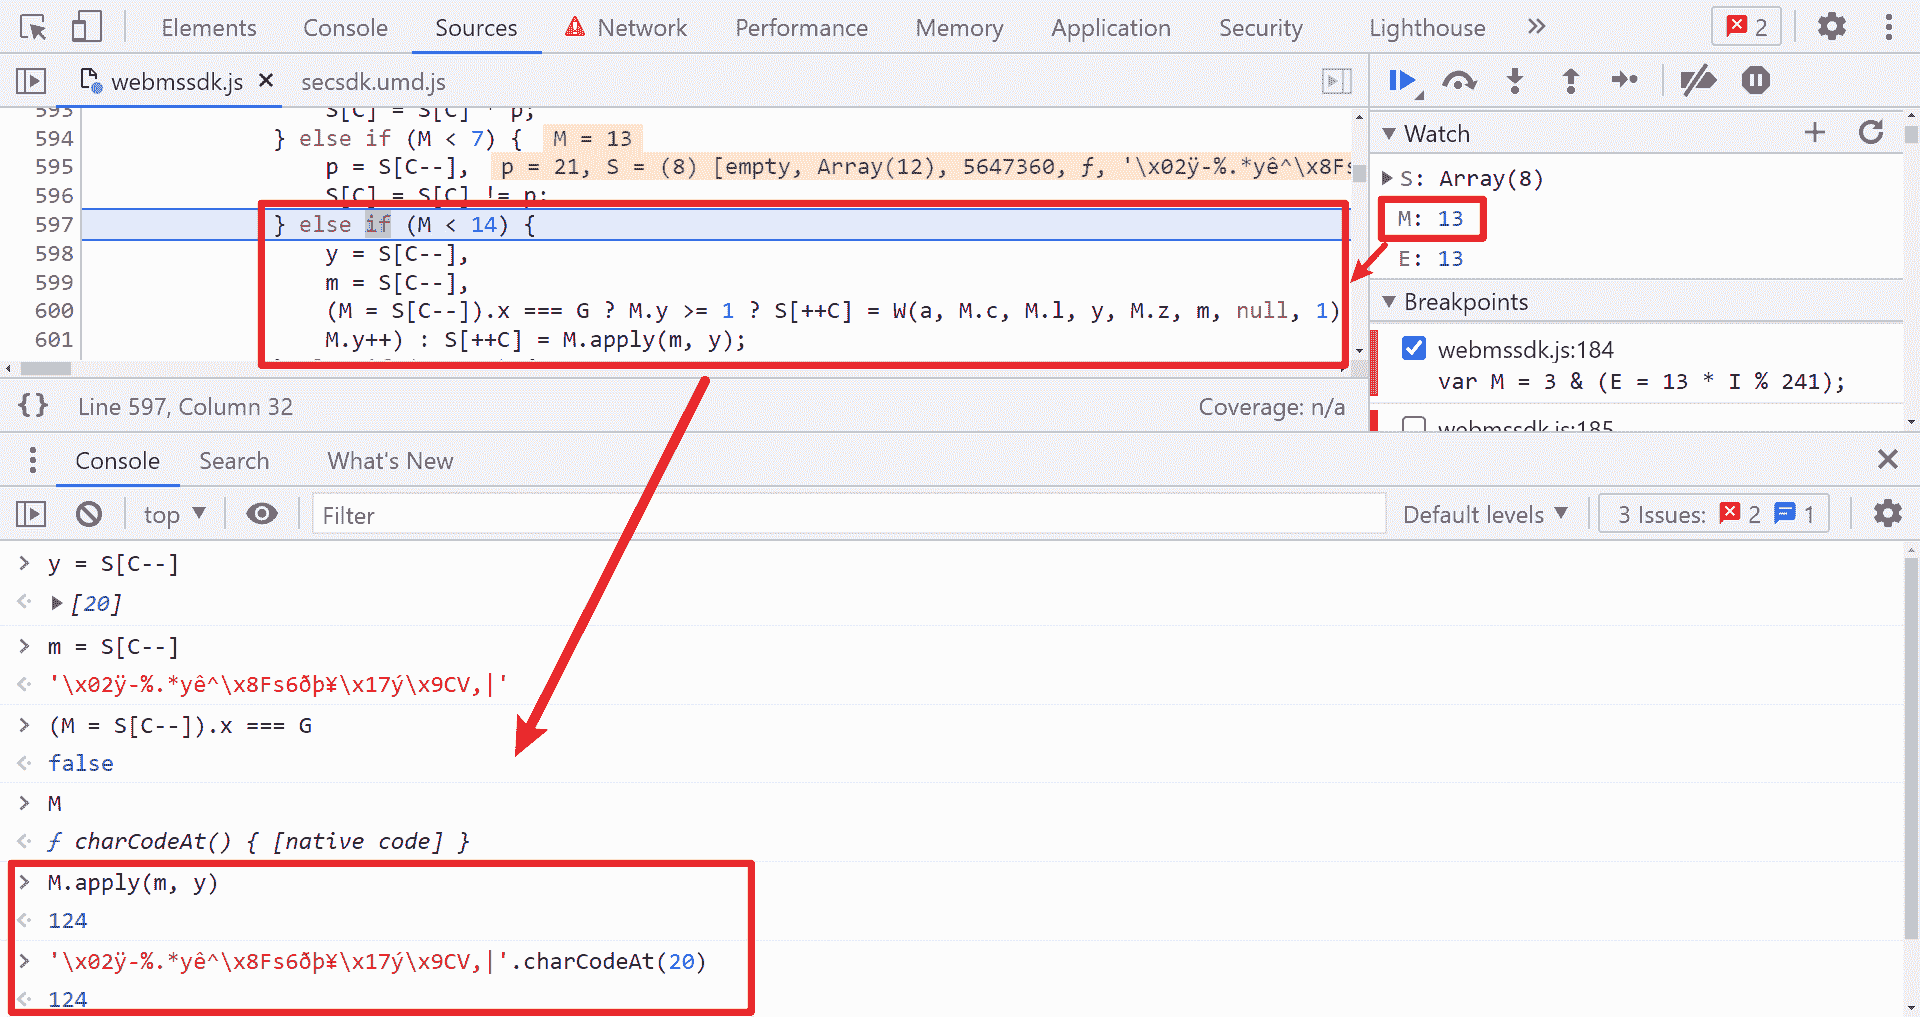 Elements Console Sources Network Performance Memory Application Security Lighthouse » 2
webmssdk.js × secsdk.umd.js
593 S[C] = S[C] * p;
594 } else if (M < 7) { M = 13
595 p = S[C--], p = 21, S = (8) [empty, Array(12), 5647360, ƒ, '\x02ÿ-%.*yê^\x8Fs
596 S[C] = S[C] != p;
597 } else if (M < 14) {
598 y = S[C--],
599 m = S[C--],
600 (M = S[C--]).x === G ? M.y >= 1 ? S[++C] = W(a, M.c, M.l, y, M.z, m, null, 1)
601 M.y++) : S[++C] = M.apply(m, y);
{} Line 597, Column 32 Coverage: n/a
Watch
S: Array(8)
M: 13
E: 13
Breakpoints
webmssdk.js:184
var M = 3 & (E = 13 * I % 241);
webmssdk.js:185
Console Search What's New
top Filter Default levels 3 Issues: 2 1
> y = S[C--]
[20]
> m = S[C--]
'\x02ÿ-%.*yê^\x8Fs6ðþ¥\x17ý\x9CV,|'
> (M = S[C--]).x === G
false
> M
ƒ charCodeAt() { [native code] }
> M.apply(m, y)
124
> '\x02ÿ-%.*yê^\x8Fs6ðþ¥\x17ý\x9CV,|'.charCodeAt(20)
124